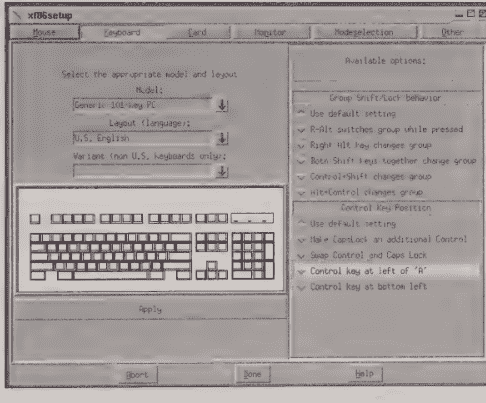 xf86setup
Mouse Keyboard Card Monitor Modeselection Other
Select the appropriate model and layout
Model:
Generic 101-key PC
Layout (language):
U.S. English
Variant (non U.S. keyboards only):
Apply
Available options:
Group Shift/Lock behavior
Use default setting
R-Alt switches group while pressed
Right Alt key changes group
Both Shift keys together change group
Control+Shift changes group
Alt+Control changes group
Control Key Position
Use default setting
Make CapsLock an additional Control
Swap Control and Caps Lock
Control key at left of 'A'
Control key at bottom left
Abort Done Help